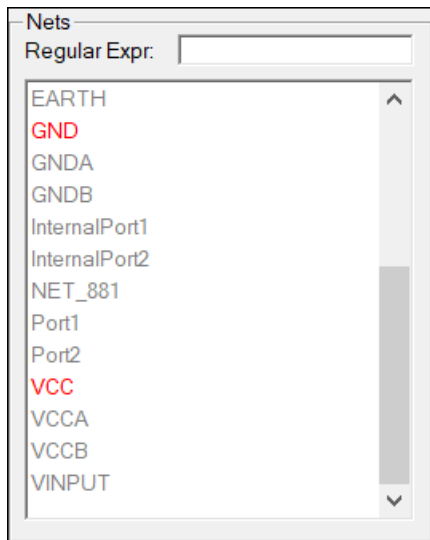 Nets
Regular Expr:
EARTH
GND
GNDA
GNDB
InternalPort1
InternalPort2
NET_881
Port1
Port2
VCC
VCCA
VCCB
VINPUT